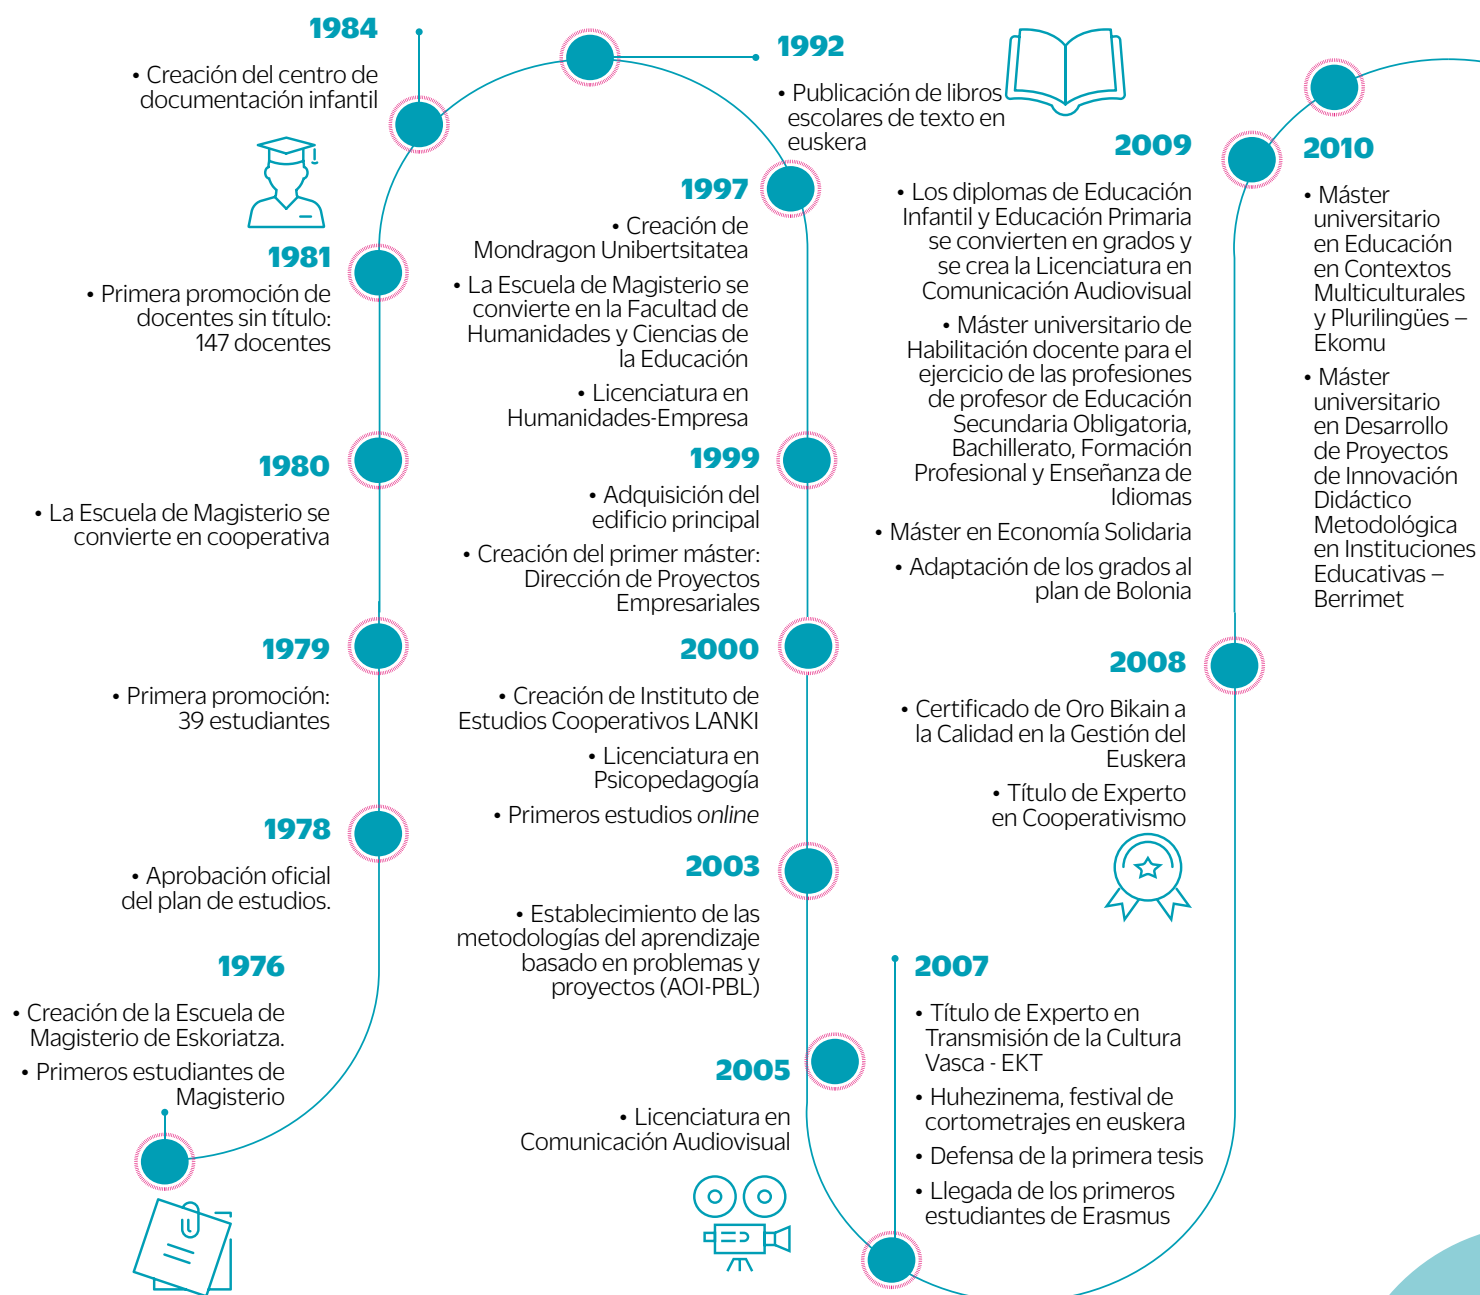 1976
• Creación de la Escuela de
Magisterio de Eskoriatza.
• Primeros estudiantes de
Magisterio
1978
• Aprobación oficial
del plan de estudios.
1979
• Primera promoción:
39 estudiantes
1980
• La Escuela de Magisterio se
convierte en cooperativa
1981
• Primera promoción de
docentes sin título:
147 docentes
1984
• Creación del centro de
documentación infantil
1992
• Publicación de libros
escolares de texto en
euskera
1997
• Creación de
Mondragon Unibertsitatea
• La Escuela de Magisterio se
convierte en la Facultad de
Humanidades y Ciencias de
la Educación
• Licenciatura en
Humanidades-Empresa
1999
• Adquisición del
edificio principal
• Creación del primer máster:
Dirección de Proyectos
Empresariales
2000
• Creación de Instituto de
Estudios Cooperativos LANKI
• Licenciatura en
Psicopedagogía
• Primeros estudios online
2003
• Establecimiento de las
metodologías del aprendizaje
basado en problemas y
proyectos (AOI-PBL)
2005
• Licenciatura en
Comunicación Audiovisual
2007
• Título de Experto en
Transmisión de la Cultura
Vasca - EKT
• Huhezinema, festival de
cortometrajes en euskera
• Defensa de la primera tesis
• Llegada de los primeros
estudiantes de Erasmus
2008
• Certificado de Oro Bikain a
la Calidad en la Gestión del
Euskera
• Título de Experto
en Cooperativismo
2009
• Los diplomas de Educación
Infantil y Educación Primaria
se convierten en grados y
se crea la Licenciatura en
Comunicación Audiovisual
• Máster universitario de
Habilitación docente para el
ejercicio de las profesiones
de profesor de Educación
Secundaria Obligatoria,
Bachillerato, Formación
Profesional y Enseñanza de
Idiomas
• Máster en Economía Solidaria
• Adaptación de los grados al
plan de Bolonia
2010
• Máster
universitario
en Educación
en Contextos
Multiculturales
y Plurilingües –
Ekomu
• Máster
universitario
en Desarrollo
de Proyectos
de Innovación
Didáctico
Metodológica
en Instituciones
Educativas –
Berrimet